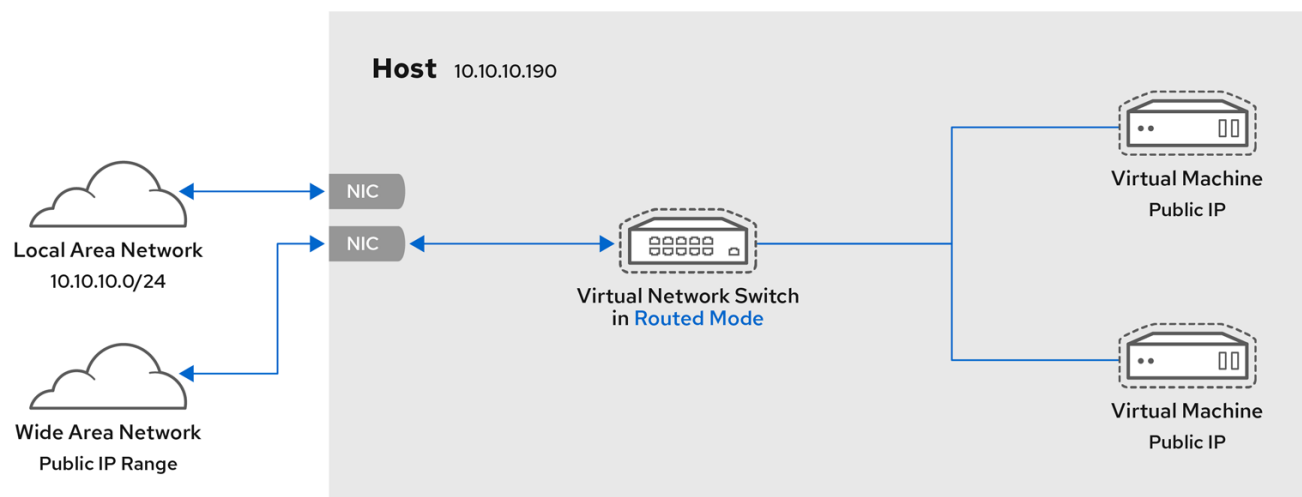 Host 10.10.10.190
NIC
Local Area Network
10.10.10.0/24
NIC
Wide Area Network
Public IP Range
Virtual Network Switch
in Routed Mode
Virtual Machine
Public IP
Virtual Machine
Public IP